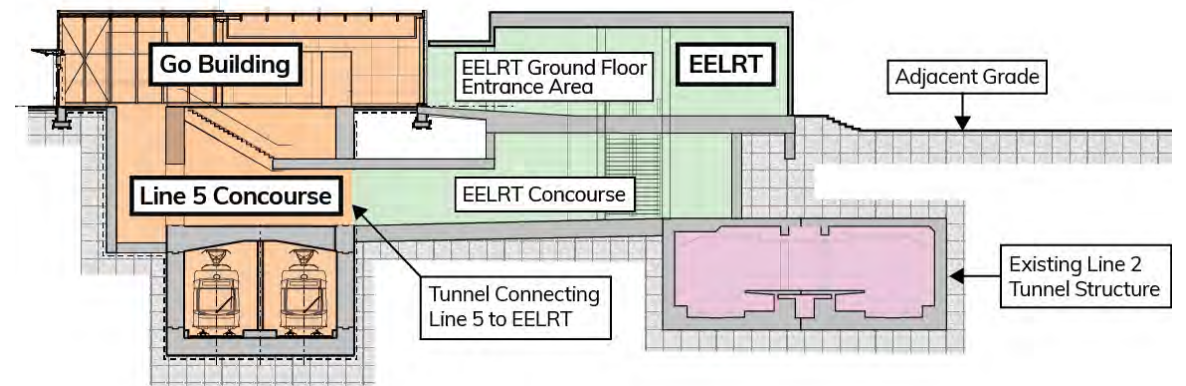 Go Building
EELRT Ground Floor
Entrance Area
EELRT
Adjacent Grade
Line 5 Concourse
EELRT Concourse
Tunnel Connecting
Line 5 to EELRT
Existing Line 2
Tunnel Structure